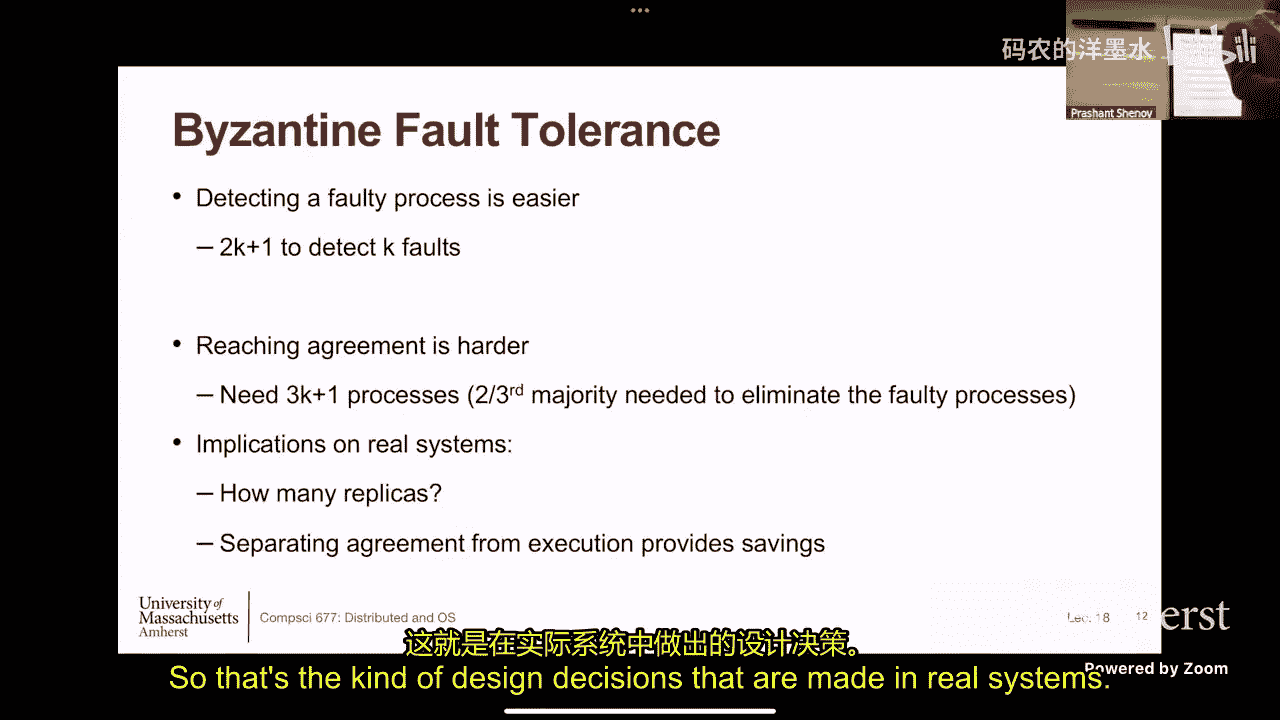 •••
码农的洋墨水
Prashant Shenoy
Byzantine Fault Tolerance
• Detecting a faulty process is easier
– 2k+1 to detect k faults
• Reaching agreement is harder
– Need 3k+1 processes (2/3rd majority needed to eliminate the faulty processes)
• Implications on real systems:
– How many replicas?
– Separating agreement from execution provides savings
University of
Massachusetts
Amherst
Compsci 677: Distributed and OS
Lec. 18
12
erst
这就是在实际系统中做出的设计决策。
So that's the kind of design decisions that are made in real systems.
Powered by Zoom